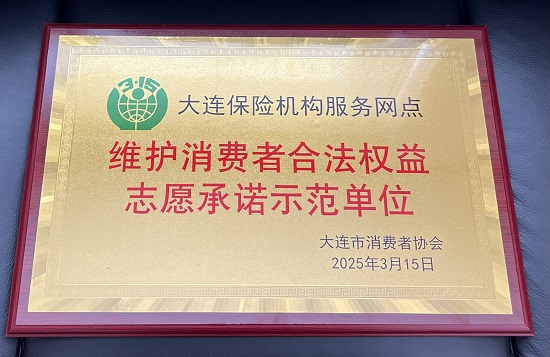 3·15
大连保险机构服务网点
维护消费者合法权益
志愿承诺示范单位
大连市消费者协会
2025年3月15日